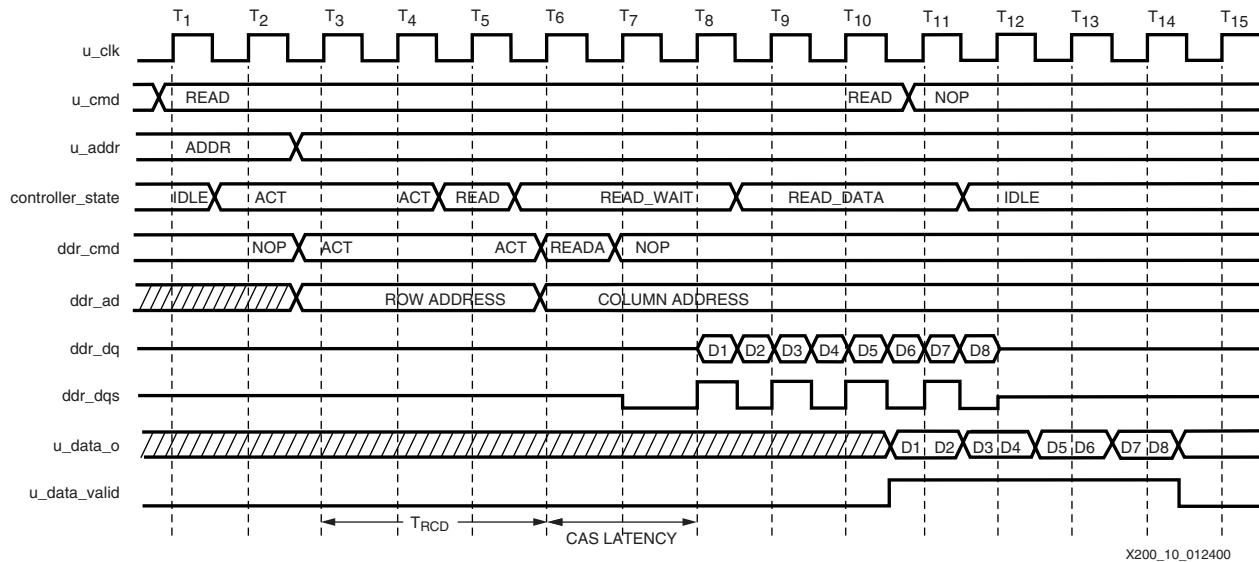 T1 T2 T3 T4 T5 T6 T7 T8 T9 T10 T11 T12 T13 T14 T15
u_clk
u_cmd READ READ NOP
u_addr ADDR
controller_state IDLE ACT ACT READ READ_WAIT READ_DATA IDLE
ddr_cmd NOP ACT ACT READA NOP
ddr_ad ROW ADDRESS COLUMN ADDRESS
ddr_dq D1 D2 D3 D4 D5 D6 D7 D8
ddr_dqs
u_data_o D1 D2 D3 D4 D5 D6 D7 D8
u_data_valid
TRCD
CAS LATENCY
X200_10_012400